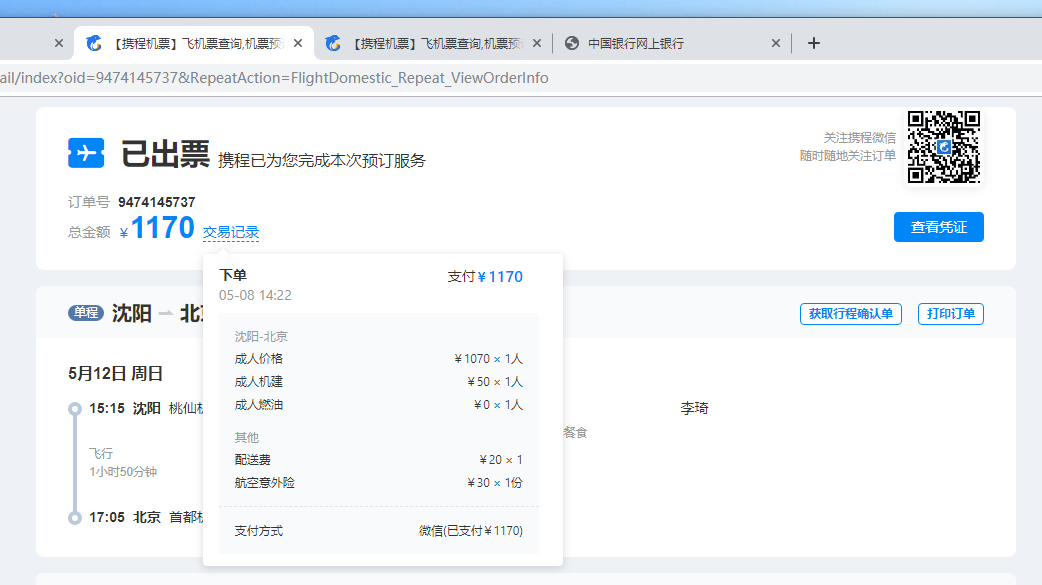 【携程机票】飞机票查询,机票预
【携程机票】飞机票查询,机票预
中国银行网上银行
ail/index?oid=9474145737&RepeatAction=FlightDomestic_Repeat_ViewOrderInfo
已出票 携程已为您完成本次预订服务
关注携程微信
随时随地关注订单
订单号 9474145737
总金额 ¥1170 交易记录
查看凭证
下单 支付¥1170
05-08 14:22
单程 沈阳 北京
获取行程确认单 打印订单
沈阳-北京
成人价格 ¥1070 × 1人
成人机建 ¥50 × 1人
成人燃油 ¥0 × 1人
5月12日 周日
15:15 沈阳 桃仙机
李琦
餐食
飞行
1小时50分钟
其他
配送费 ¥20 × 1
航空意外险 ¥30 × 1份
17:05 北京 首都机
支付方式 微信(已支付¥1170)